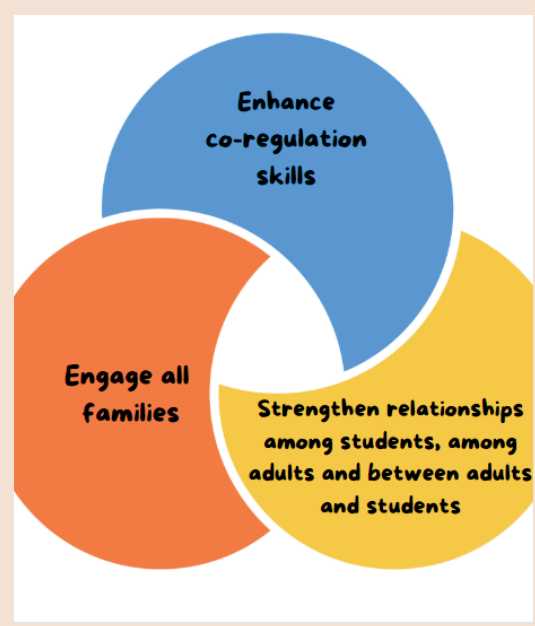 Enhance
co-regulation
skills
Engage all
families
Strengthen relationships
among students, among
adults and between adults
and students